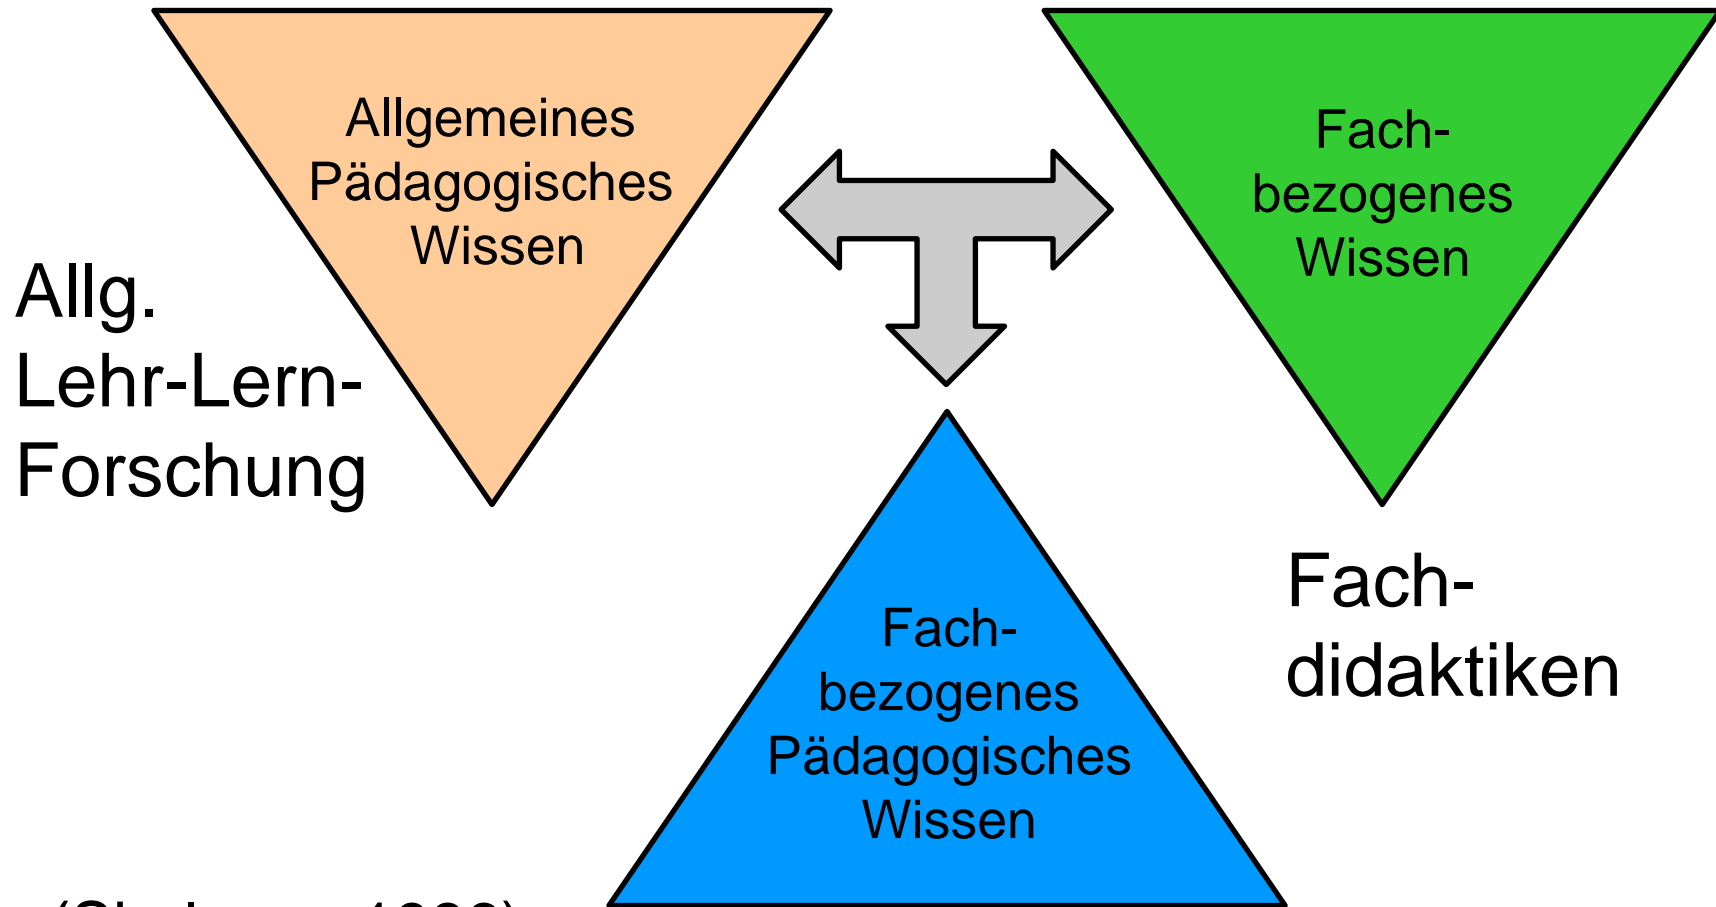 Allgemeines
Pädagogisches
Wissen
Fach-
bezogenes
Wissen
Allg.
Lehr-Lern-
Forschung
Fach-
didaktiken
Fach-
bezogenes
Pädagogisches
Wissen